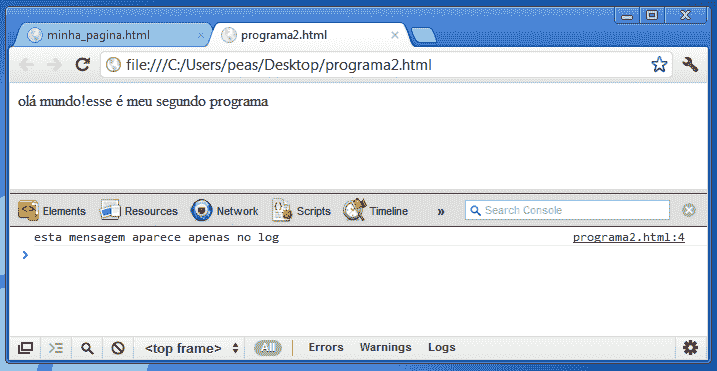 minha_pagina.html × programa2.html ×
file:///C:/Users/peas/Desktop/programa2.html
olá mundo!esse é meu segundo programa
Elements Resources Network Scripts Timeline » Search Console
esta mensagem aparece apenas no log programa2.html:4
<top frame> All Errors Warnings Logs